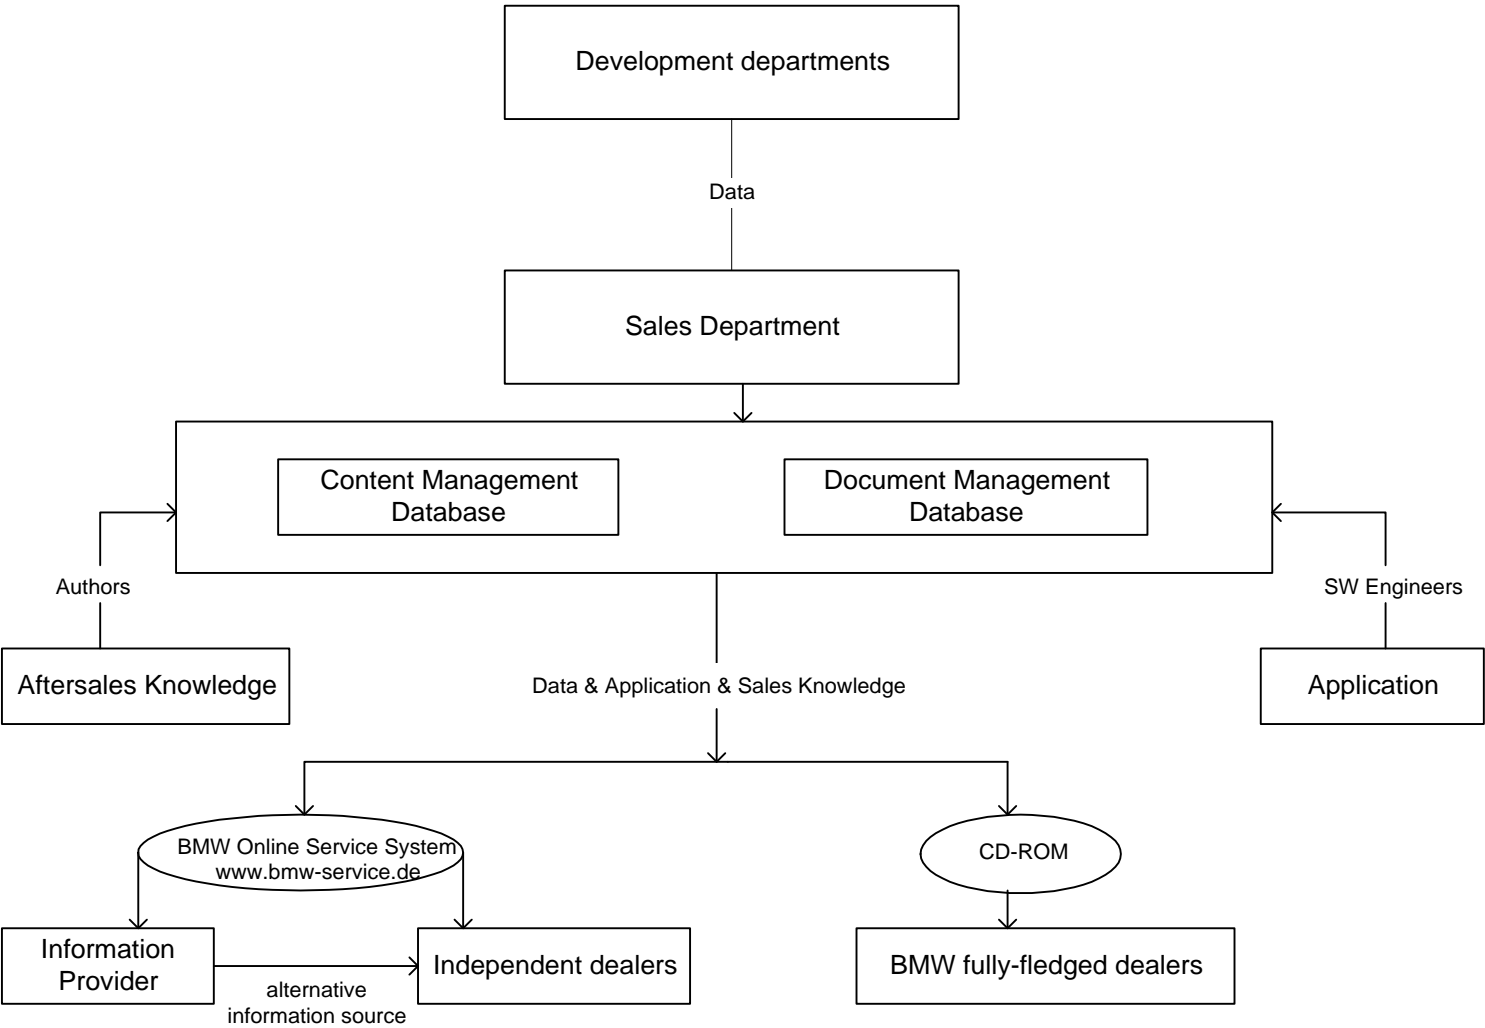 Development departments
Data
Sales Department
Content Management
Database
Document Management
Database
Authors
SW Engineers
Aftersales Knowledge
Data & Application & Sales Knowledge
Application
BMW Online Service System
www.bmw-service.de
CD-ROM
Information
Provider
Independent dealers
BMW fully-fledged dealers
alternative
information source